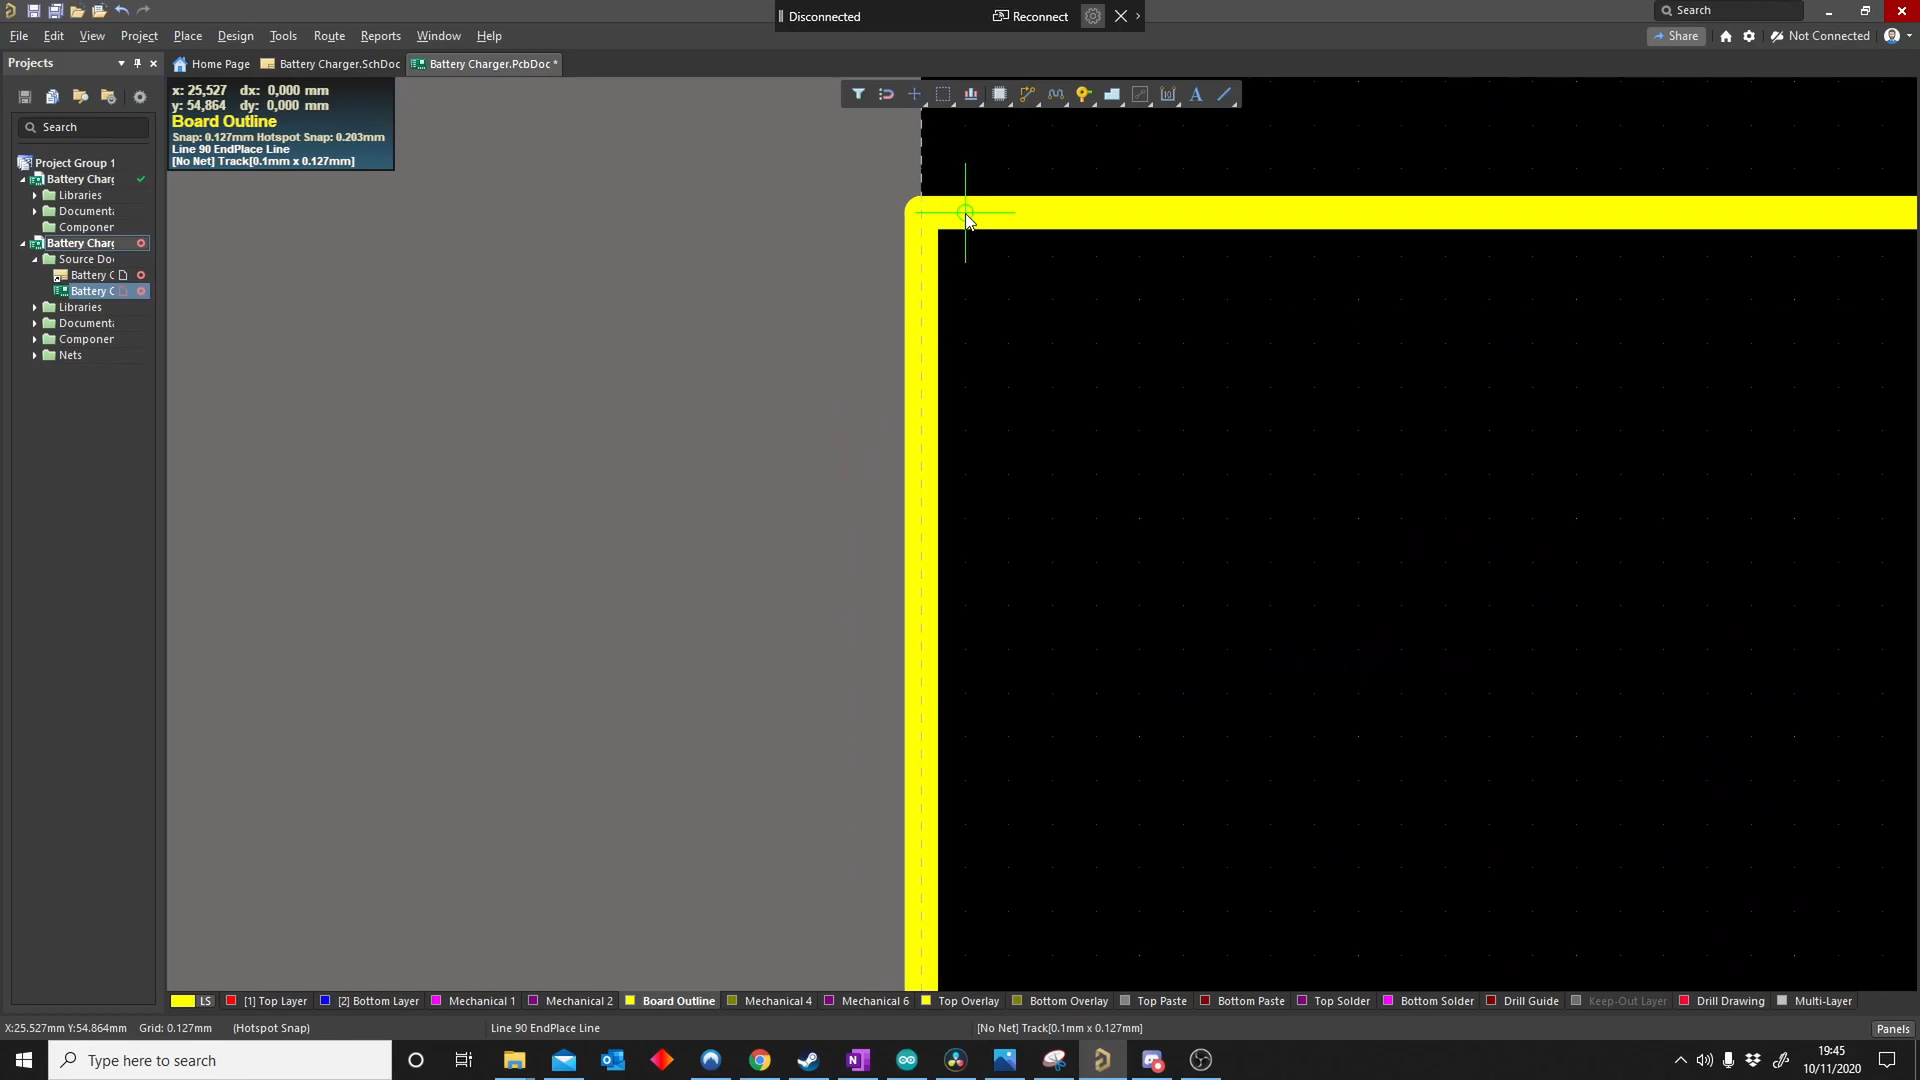 Disconnected
Reconnect
Search
File Edit View Project Place Design Tools Route Reports Window Help
Share
Not Connected
Projects
Home Page
Battery Charger.SchDoc
Battery Charger.PcbDoc *
x: 25,527 dx: 0,000 mm
y: 54,864 dy: 0,000 mm
Board Outline
Snap: 0.127mm Hotspot Snap: 0.203mm
Line 90 EndPlace Line
[No Net] Track[0.1mm x 0.127mm]
Search
Project Group 1
Battery Charg
Libraries
Documenta
Componen
Battery Charg
Source Do
Battery C
Battery C
Libraries
Documenta
Componen
Nets
LS
[1] Top Layer
[2] Bottom Layer
Mechanical 1
Mechanical 2
Board Outline
Mechanical 4
Mechanical 6
Top Overlay
Bottom Overlay
Top Paste
Bottom Paste
Top Solder
Bottom Solder
Drill Guide
Keep-Out Layer
Drill Drawing
Multi-Layer
X:25.527mm Y:54.864mm Grid: 0.127mm (Hotspot Snap)
Line 90 EndPlace Line
[No Net] Track[0.1mm x 0.127mm]
Panels
Type here to search
19:45
10/11/2020